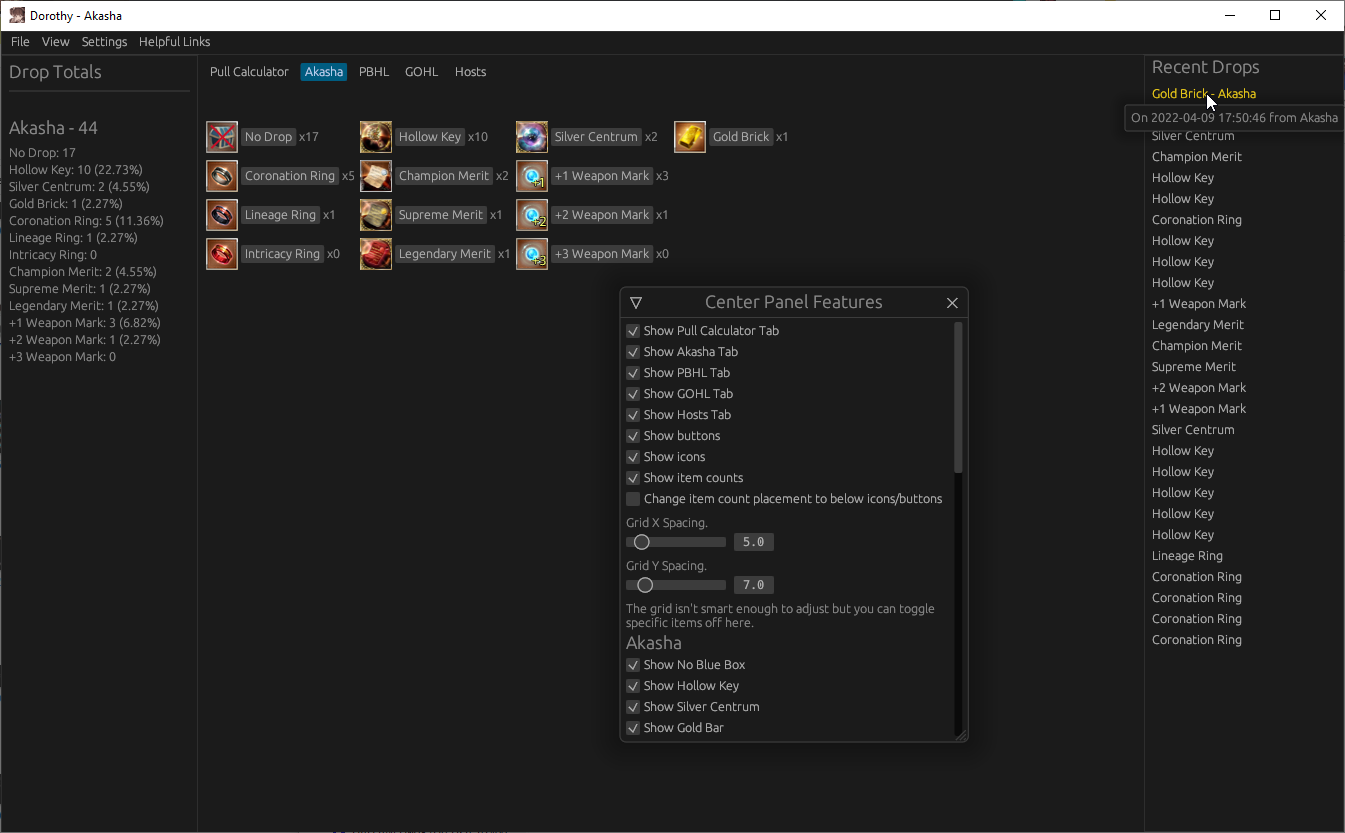 Dorothy - Akasha
File View Settings Helpful Links
Drop Totals
Akasha - 44
No Drop: 17
Hollow Key: 10 (22.73%)
Silver Centrum: 2 (4.55%)
Gold Brick: 1 (2.27%)
Coronation Ring: 5 (11.36%)
Lineage Ring: 1 (2.27%)
Intricacy Ring: 0
Champion Merit: 2 (4.55%)
Supreme Merit: 1 (2.27%)
Legendary Merit: 1 (2.27%)
+1 Weapon Mark: 3 (6.82%)
+2 Weapon Mark: 1 (2.27%)
+3 Weapon Mark: 0
Pull Calculator Akasha PBHL GOHL Hosts
No Drop x17 Hollow Key x10 Silver Centrum x2 Gold Brick x1
Coronation Ring x5 Champion Merit x2 +1 +1 Weapon Mark x3
Lineage Ring x1 Supreme Merit x1 +2 +2 Weapon Mark x1
Intricacy Ring x0 Legendary Merit x1 +3 +3 Weapon Mark x0
Center Panel Features
Show Pull Calculator Tab
Show Akasha Tab
Show PBHL Tab
Show GOHL Tab
Show Hosts Tab
Show buttons
Show icons
Show item counts
Change item count placement to below icons/buttons
Grid X Spacing.
5.0
Grid Y Spacing.
7.0
The grid isn't smart enough to adjust but you can toggle
specific items off here.
Akasha
Show No Blue Box
Show Hollow Key
Show Silver Centrum
Show Gold Bar
Recent Drops
Gold Brick - Akasha
On 2022-04-09 17:50:46 from Akasha
Silver Centrum
Champion Merit
Hollow Key
Hollow Key
Coronation Ring
Hollow Key
Hollow Key
Hollow Key
+1 Weapon Mark
Legendary Merit
Champion Merit
Supreme Merit
+2 Weapon Mark
+1 Weapon Mark
Silver Centrum
Hollow Key
Hollow Key
Hollow Key
Hollow Key
Hollow Key
Lineage Ring
Coronation Ring
Coronation Ring
Coronation Ring
Coronation Ring